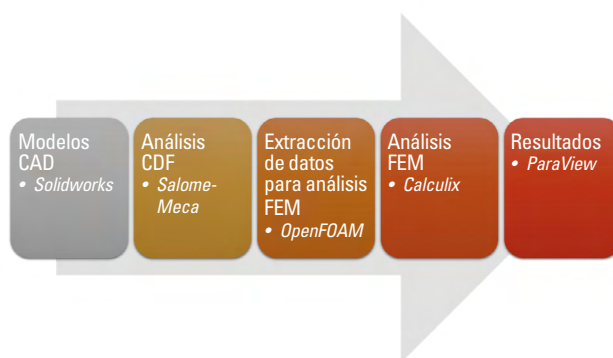 Modelos
CAD
• Solidworks
Análisis
CDF
• Salome-
Meca
Extracción
de datos
para análisis
FEM
• OpenFOAM
Análisis
FEM
• Calculix
Resultados
• ParaView